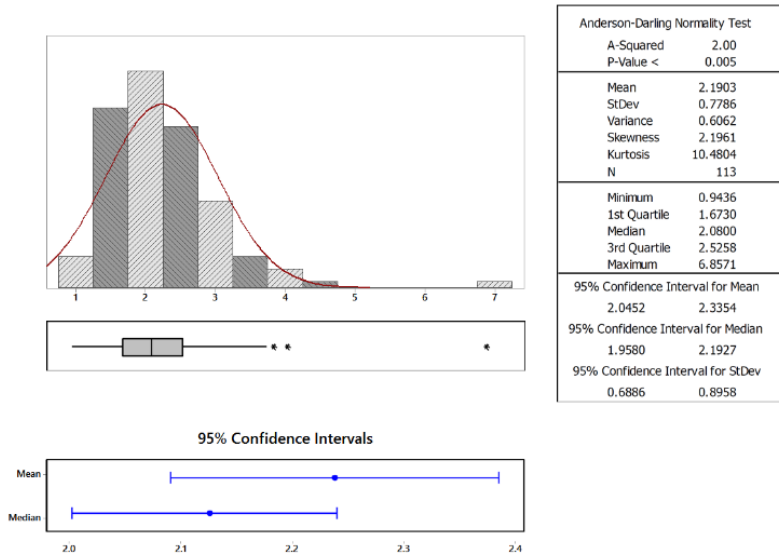 Anderson-Darling Normality Test
A-Squared 2.00
P-Value < 0.005
Mean 2.1903
StDev 0.7786
Variance 0.6062
Skewness 2.1961
Kurtosis 10.4804
N 113
Minimum 0.9436
1st Quartile 1.6730
Median 2.0800
3rd Quartile 2.5258
Maximum 6.8571
95% Confidence Interval for Mean
2.0452 2.3354
95% Confidence Interval for Median
1.9580 2.1927
95% Confidence Interval for StDev
0.6886 0.8958
1 2 3 4 5 6 7
95% Confidence Intervals
Mean
Median
2.0 2.1 2.2 2.3 2.4